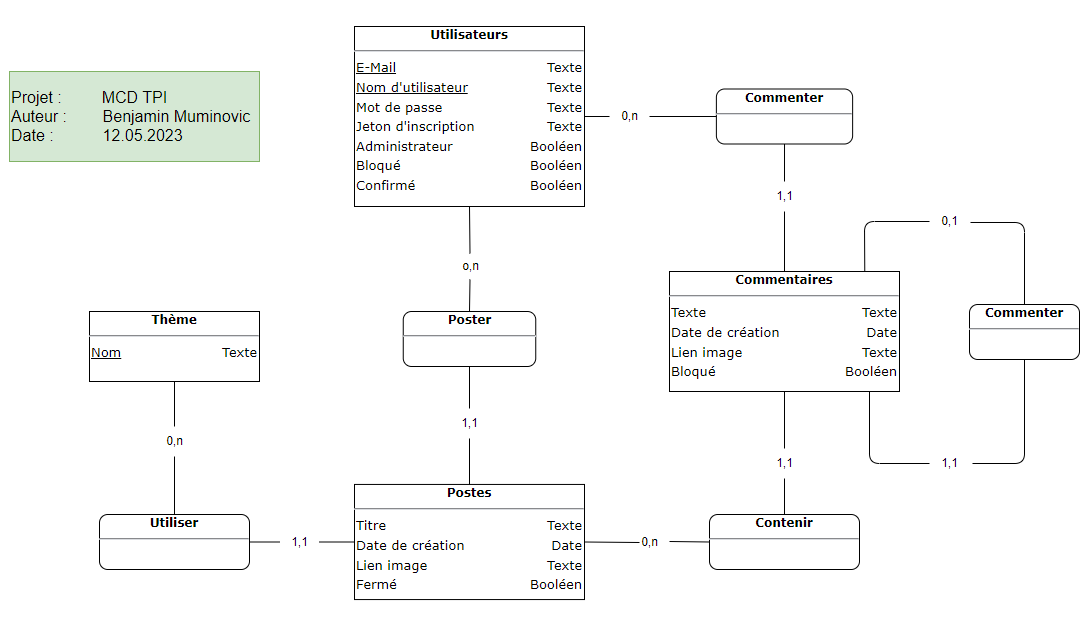 Projet : MCD TPI
Auteur : Benjamin Muminovic
Date : 12.05.2023
Utilisateurs
E-Mail Texte
Nom d'utilisateur Texte
Mot de passe Texte
Jeton d'inscription Texte
Administrateur Booléen
Bloqué Booléen
Confirmé Booléen
0,n
Commenter
1,1
o,n
Poster
1,1
Commentaires
Texte Texte
Date de création Date
Lien image Texte
Bloqué Booléen
0,1
Commenter
1,1
Thème
Nom Texte
0,n
Utiliser
1,1
Postes
Titre Texte
Date de création Date
Lien image Texte
Fermé Booléen
0,n
Contenir
1,1